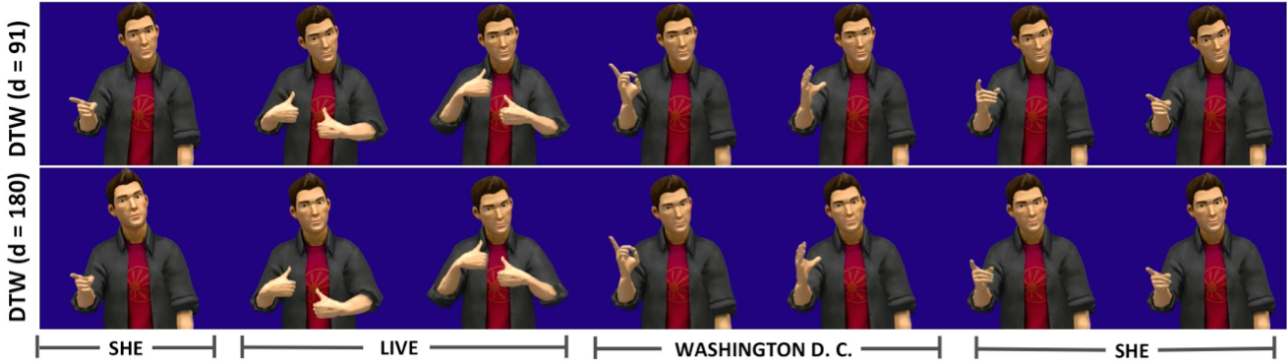 DTW (d = 91)
DTW (d = 180)
SHE
LIVE
WASHINGTON D. C.
SHE